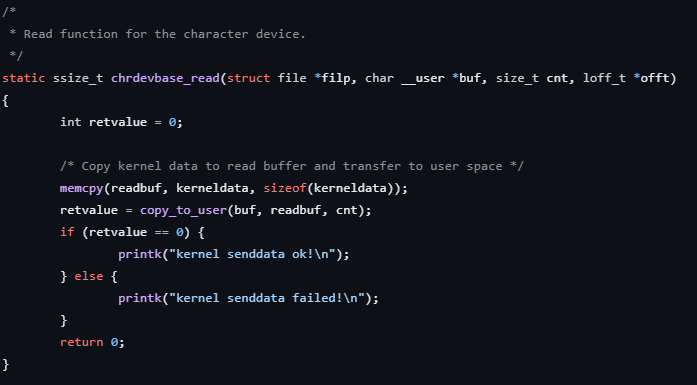 /*
 * Read function for the character device.
 */
static ssize_t chrdevbase_read(struct file *filp, char __user *buf, size_t cnt, loff_t *offt)
{
        int retvalue = 0;

        /* Copy kernel data to read buffer and transfer to user space */
        memcpy(readbuf, kerneldata, sizeof(kerneldata));
        retvalue = copy_to_user(buf, readbuf, cnt);
        if (retvalue == 0) {
                printk("kernel senddata ok!\n");
        } else {
                printk("kernel senddata failed!\n");
        }
        return 0;
}